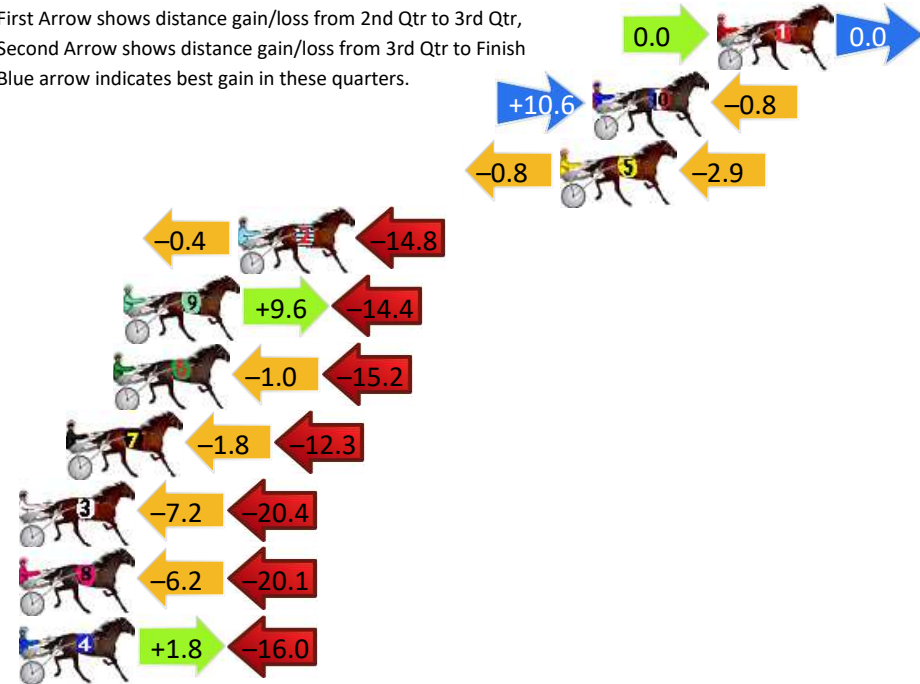 First Arrow shows distance gain/loss from 2nd Qtr to 3rd Qtr,
Second Arrow shows distance gain/loss from 3rd Qtr to Finish
Blue arrow indicates best gain in these quarters.
0.0 1 0.0
+10.6 10 –0.8
–0.8 5 –2.9
–0.4 2 –14.8
9 +9.6 –14.4
6 –1.0 –15.2
7 –1.8 –12.3
3 –7.2 –20.4
8 –6.2 –20.1
4 +1.8 –16.0